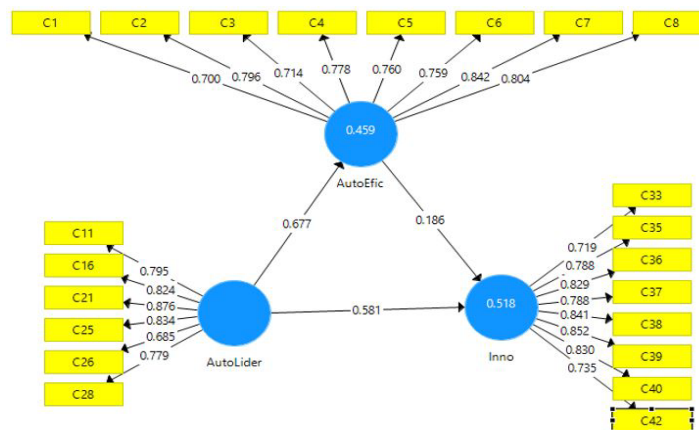 C1 C2 C3 C4 C5 C6 C7 C8
0.700 0.796 0.714 0.778 0.760 0.759 0.842 0.804
0.459
AutoEfic
0.677
0.186
C11
C16
C21
C25
C26
C28
0.795
0.824
0.876
0.834
0.685
0.779
AutoLider
0.581
0.518
Inno
0.719
0.788
0.829
0.788
0.841
0.852
0.830
0.735
C33
C35
C36
C37
C38
C39
C40
C42